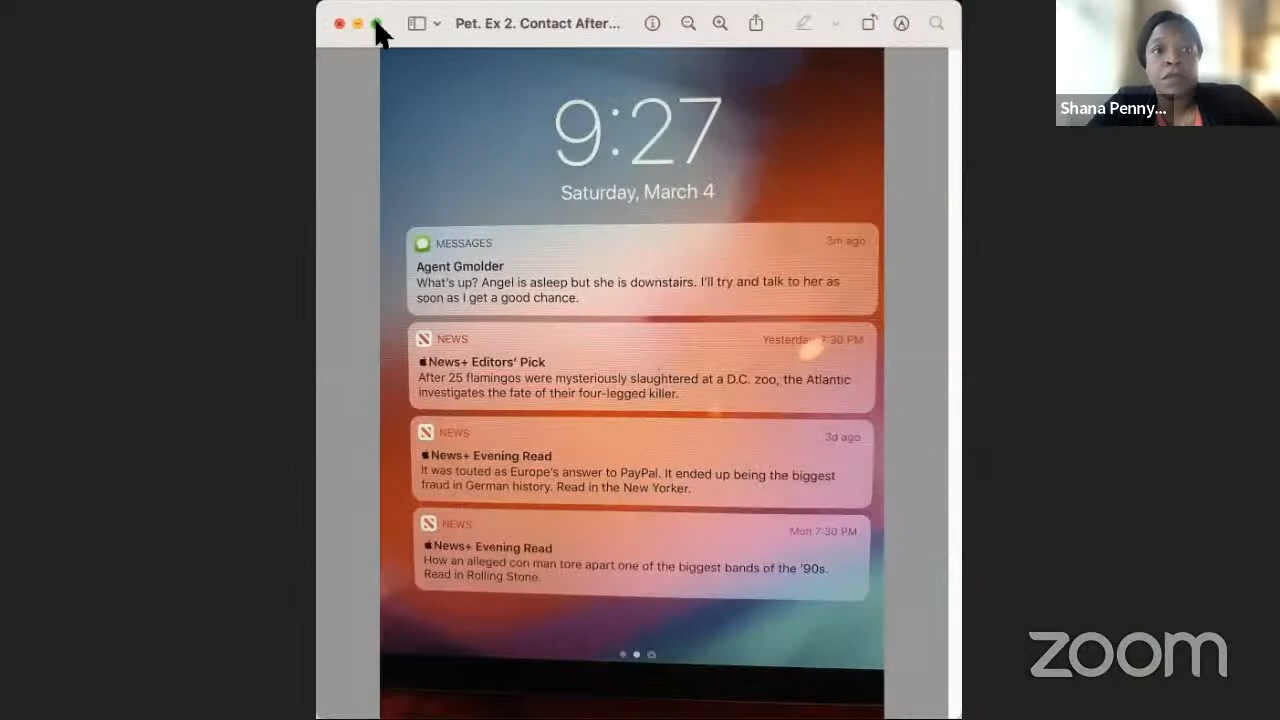 Pet. Ex 2. Contact After...
Shana Penny...
9:27
Saturday, March 4
MESSAGES
3m ago
Agent Gmolder
What's up? Angel is asleep but she is downstairs. I'll try and talk to her as
soon as I get a good chance.
NEWS
Yesterday 7:30 PM
News+ Editors' Pick
After 25 flamingos were mysteriously slaughtered at a D.C. zoo, the Atlantic
investigates the fate of their four-legged killer.
NEWS
3d ago
News+ Evening Read
It was touted as Europe's answer to PayPal. It ended up being the biggest
fraud in German history. Read in the New Yorker.
NEWS
Mon 7:30 PM
News+ Evening Read
How an alleged con man tore apart one of the biggest bands of the '90s.
Read in Rolling Stone.
zoom